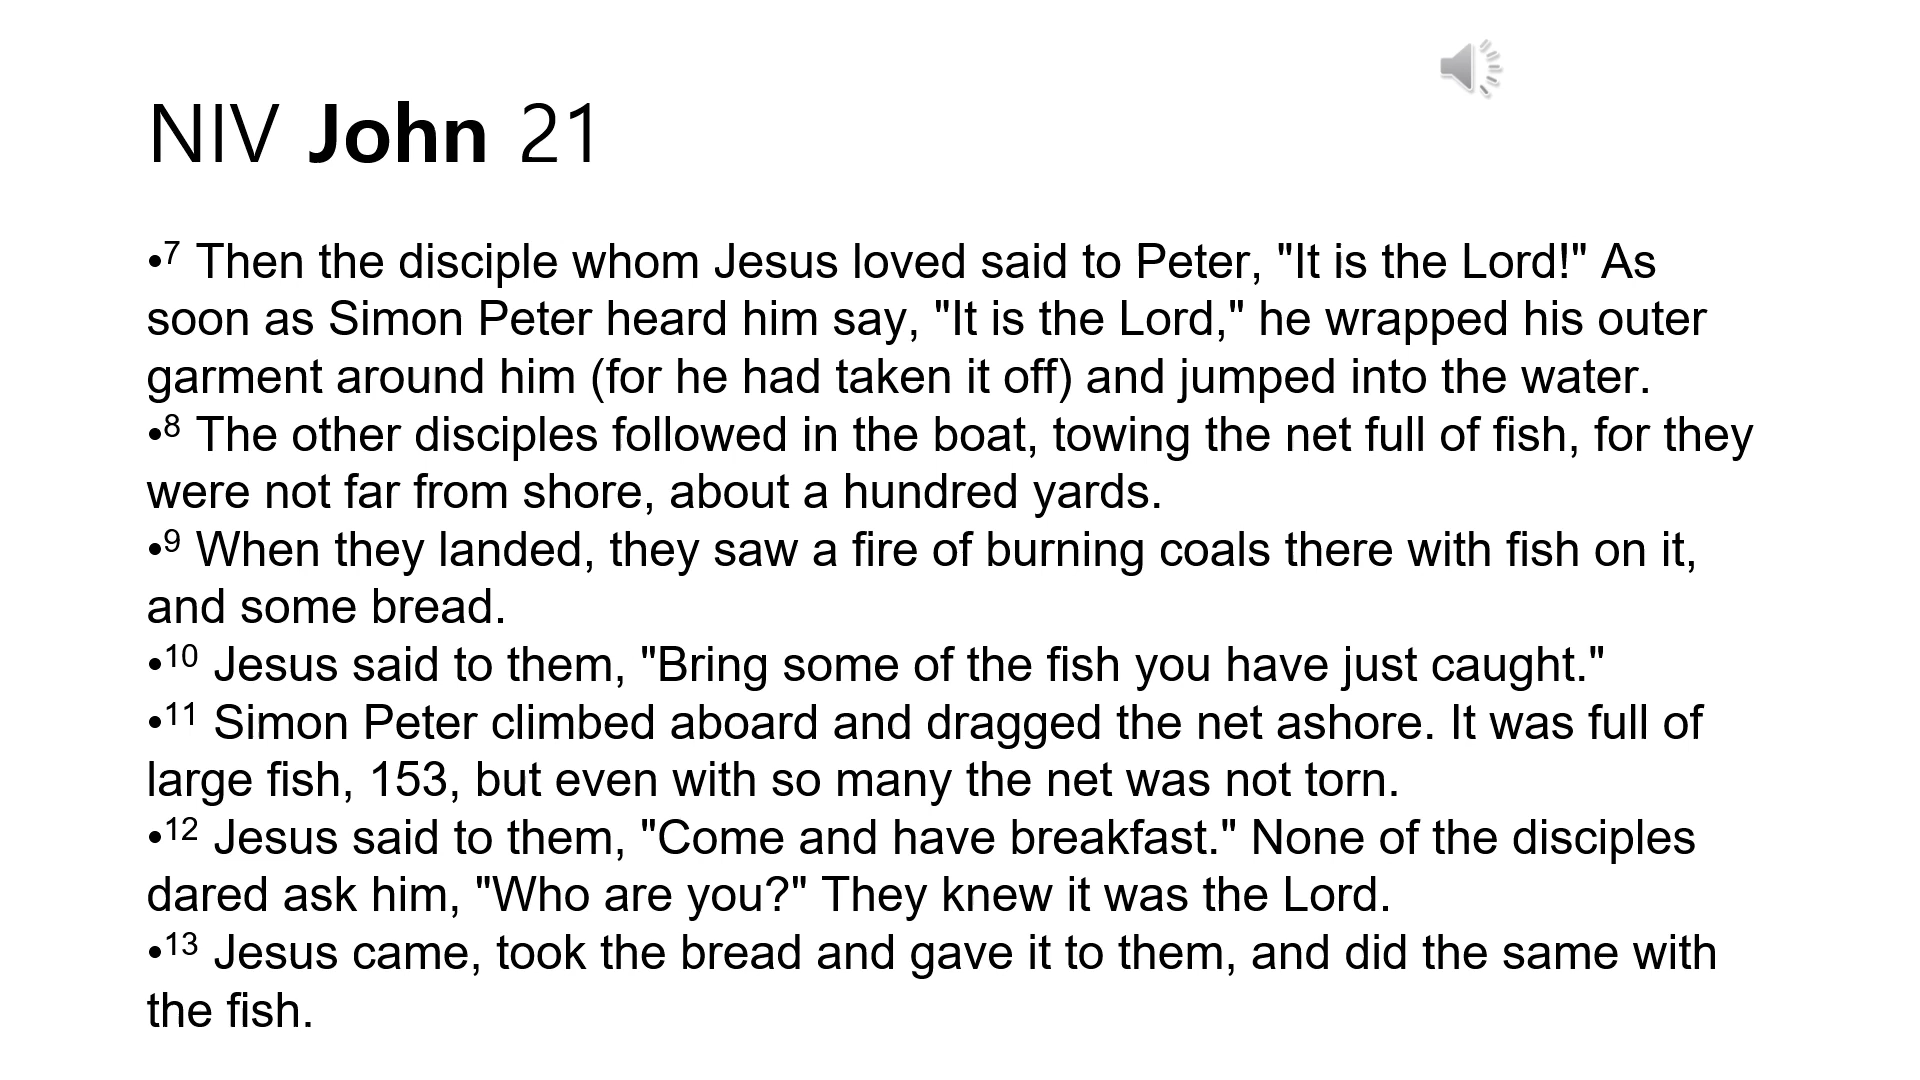 NIV John 21
•7 Then the disciple whom Jesus loved said to Peter, "It is the Lord!" As
soon as Simon Peter heard him say, "It is the Lord," he wrapped his outer
garment around him (for he had taken it off) and jumped into the water.
•8 The other disciples followed in the boat, towing the net full of fish, for they
were not far from shore, about a hundred yards.
•9 When they landed, they saw a fire of burning coals there with fish on it,
and some bread.
•10 Jesus said to them, "Bring some of the fish you have just caught."
•11 Simon Peter climbed aboard and dragged the net ashore. It was full of
large fish, 153, but even with so many the net was not torn.
•12 Jesus said to them, "Come and have breakfast." None of the disciples
dared ask him, "Who are you?" They knew it was the Lord.
•13 Jesus came, took the bread and gave it to them, and did the same with
the fish.